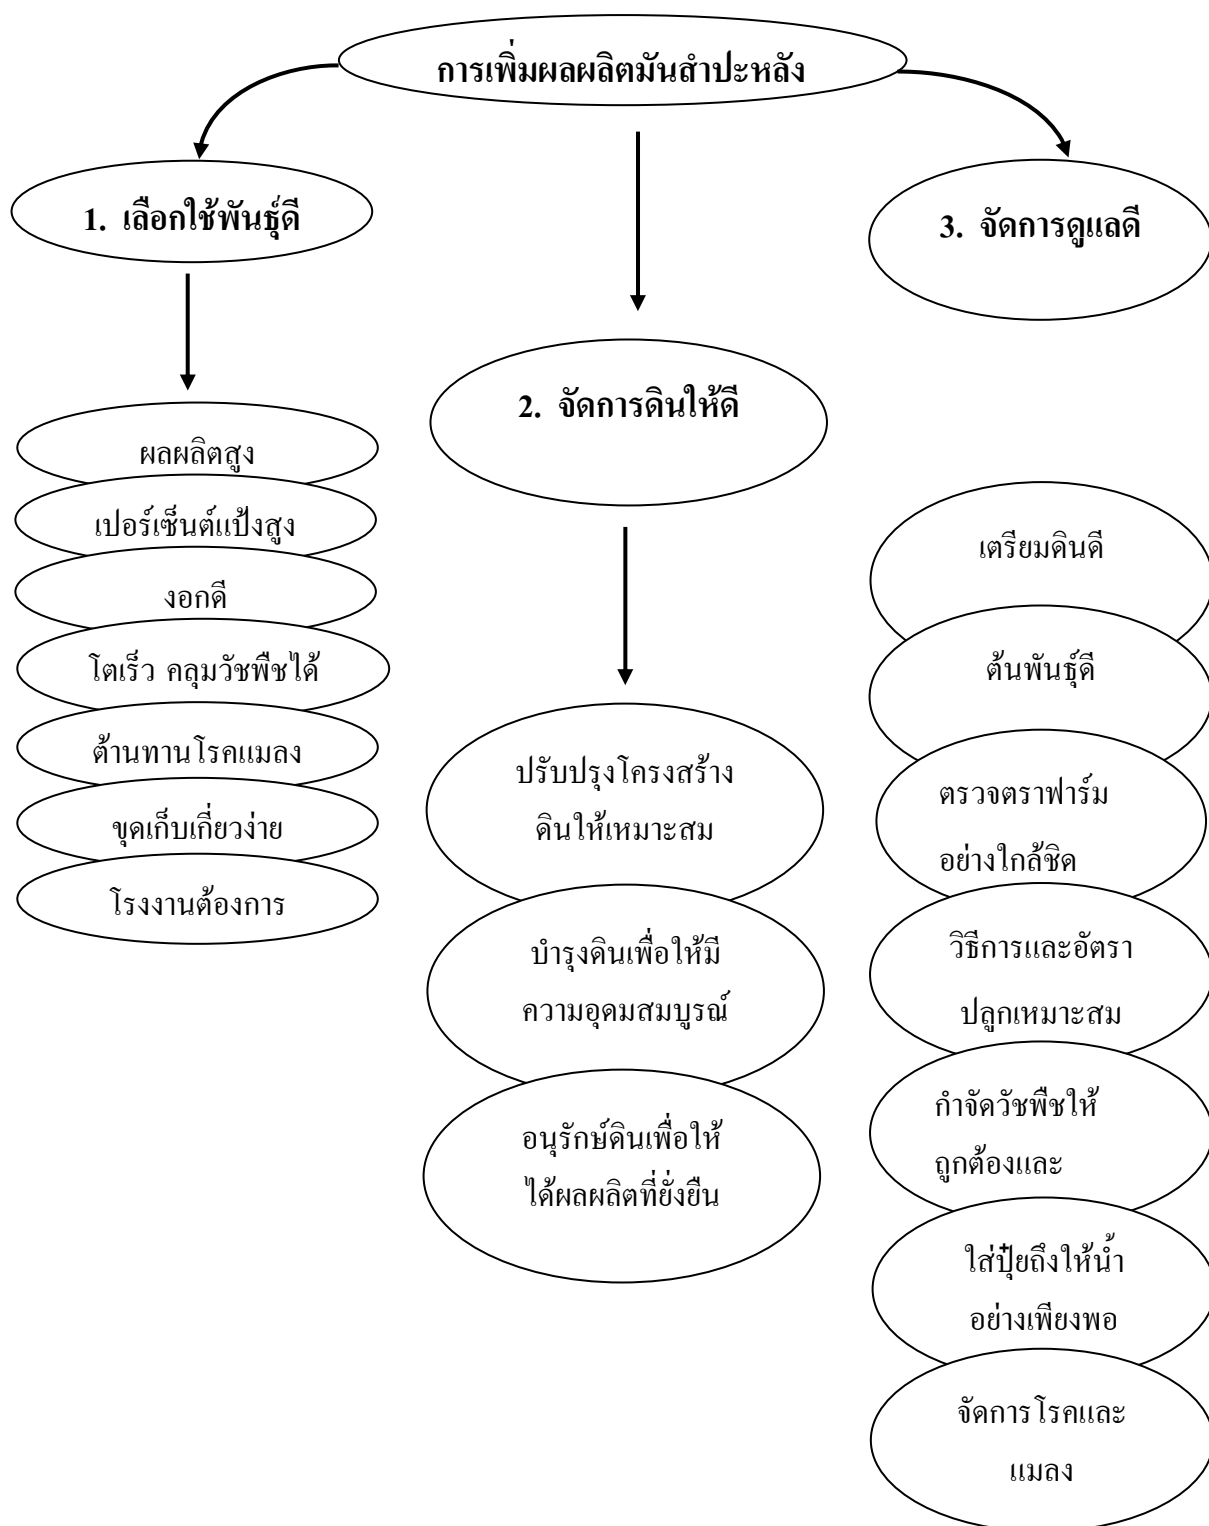 การเพิ่มผลผลิตมันสำปะหลัง
1. เลือกใช้พันธุ์ดี
ผลผลิตสูง
เปอร์เซ็นต์แป้งสูง
งอกดี
โตเร็ว คลุมวัชพืชได้
ต้านทานโรคแมลง
ขุดเก็บเกี่ยวง่าย
โรงงานต้องการ
2. จัดการดินให้ดี
ปรับปรุงโครงสร้าง
ดินให้เหมาะสม
บำรุงดินเพื่อให้มี
ความอุดมสมบูรณ์
อนุรักษ์ดินเพื่อให้
ได้ผลผลิตที่ยั่งยืน
3. จัดการดูแลดี
เตรียมดินดี
ต้นพันธุ์ดี
ตรวจตราฟาร์ม
อย่างใกล้ชิด
วิธีการและอัตรา
ปลูกเหมาะสม
กำจัดวัชพืชให้
ถูกต้องและ
ใส่ปุ๋ยถึงให้น้ำ
อย่างเพียงพอ
จัดการโรคและ
แมลง